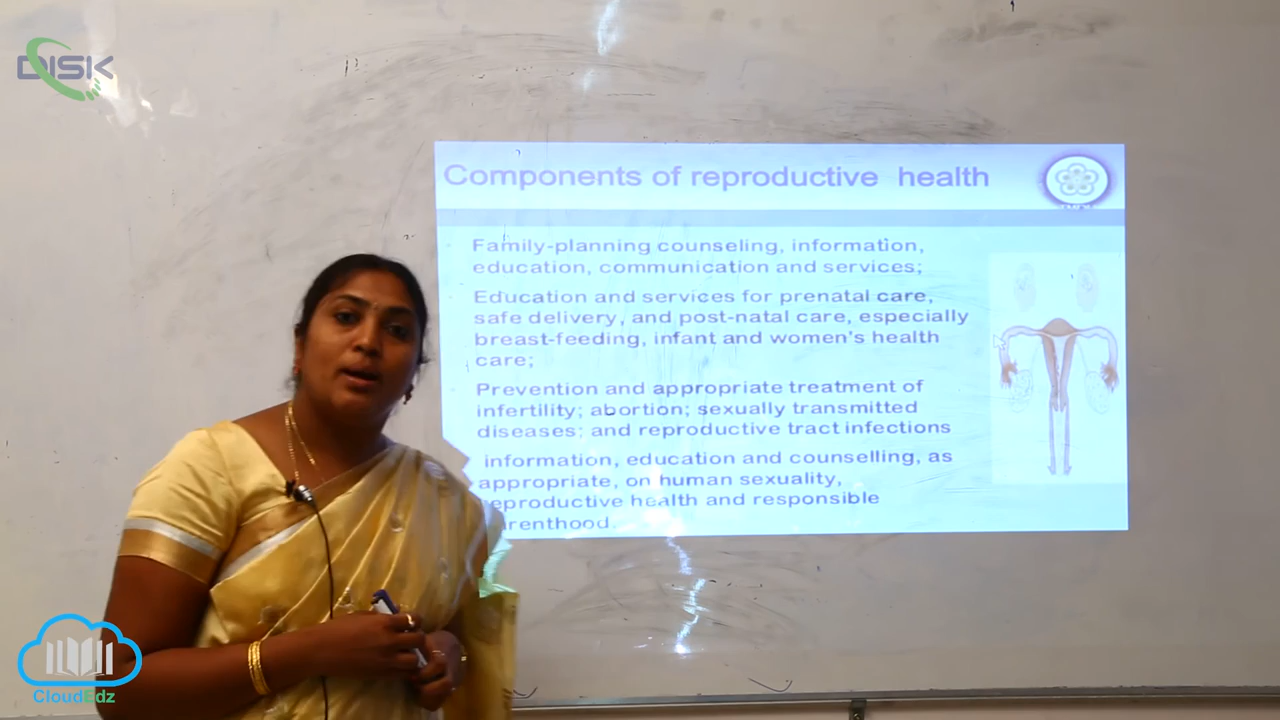 DISK
Components of reproductive health
Family-planning counseling, information,
education, communication and services;
Education and services for prenatal care,
safe delivery, and post-natal care, especially
breast-feeding, infant and women's health
care;
Prevention and appropriate treatment of
infertility; abortion; sexually transmitted
diseases; and reproductive tract infections
information, education and counselling, as
appropriate, on human sexuality,
eproductive health and responsible
renthood.
CloudEdz